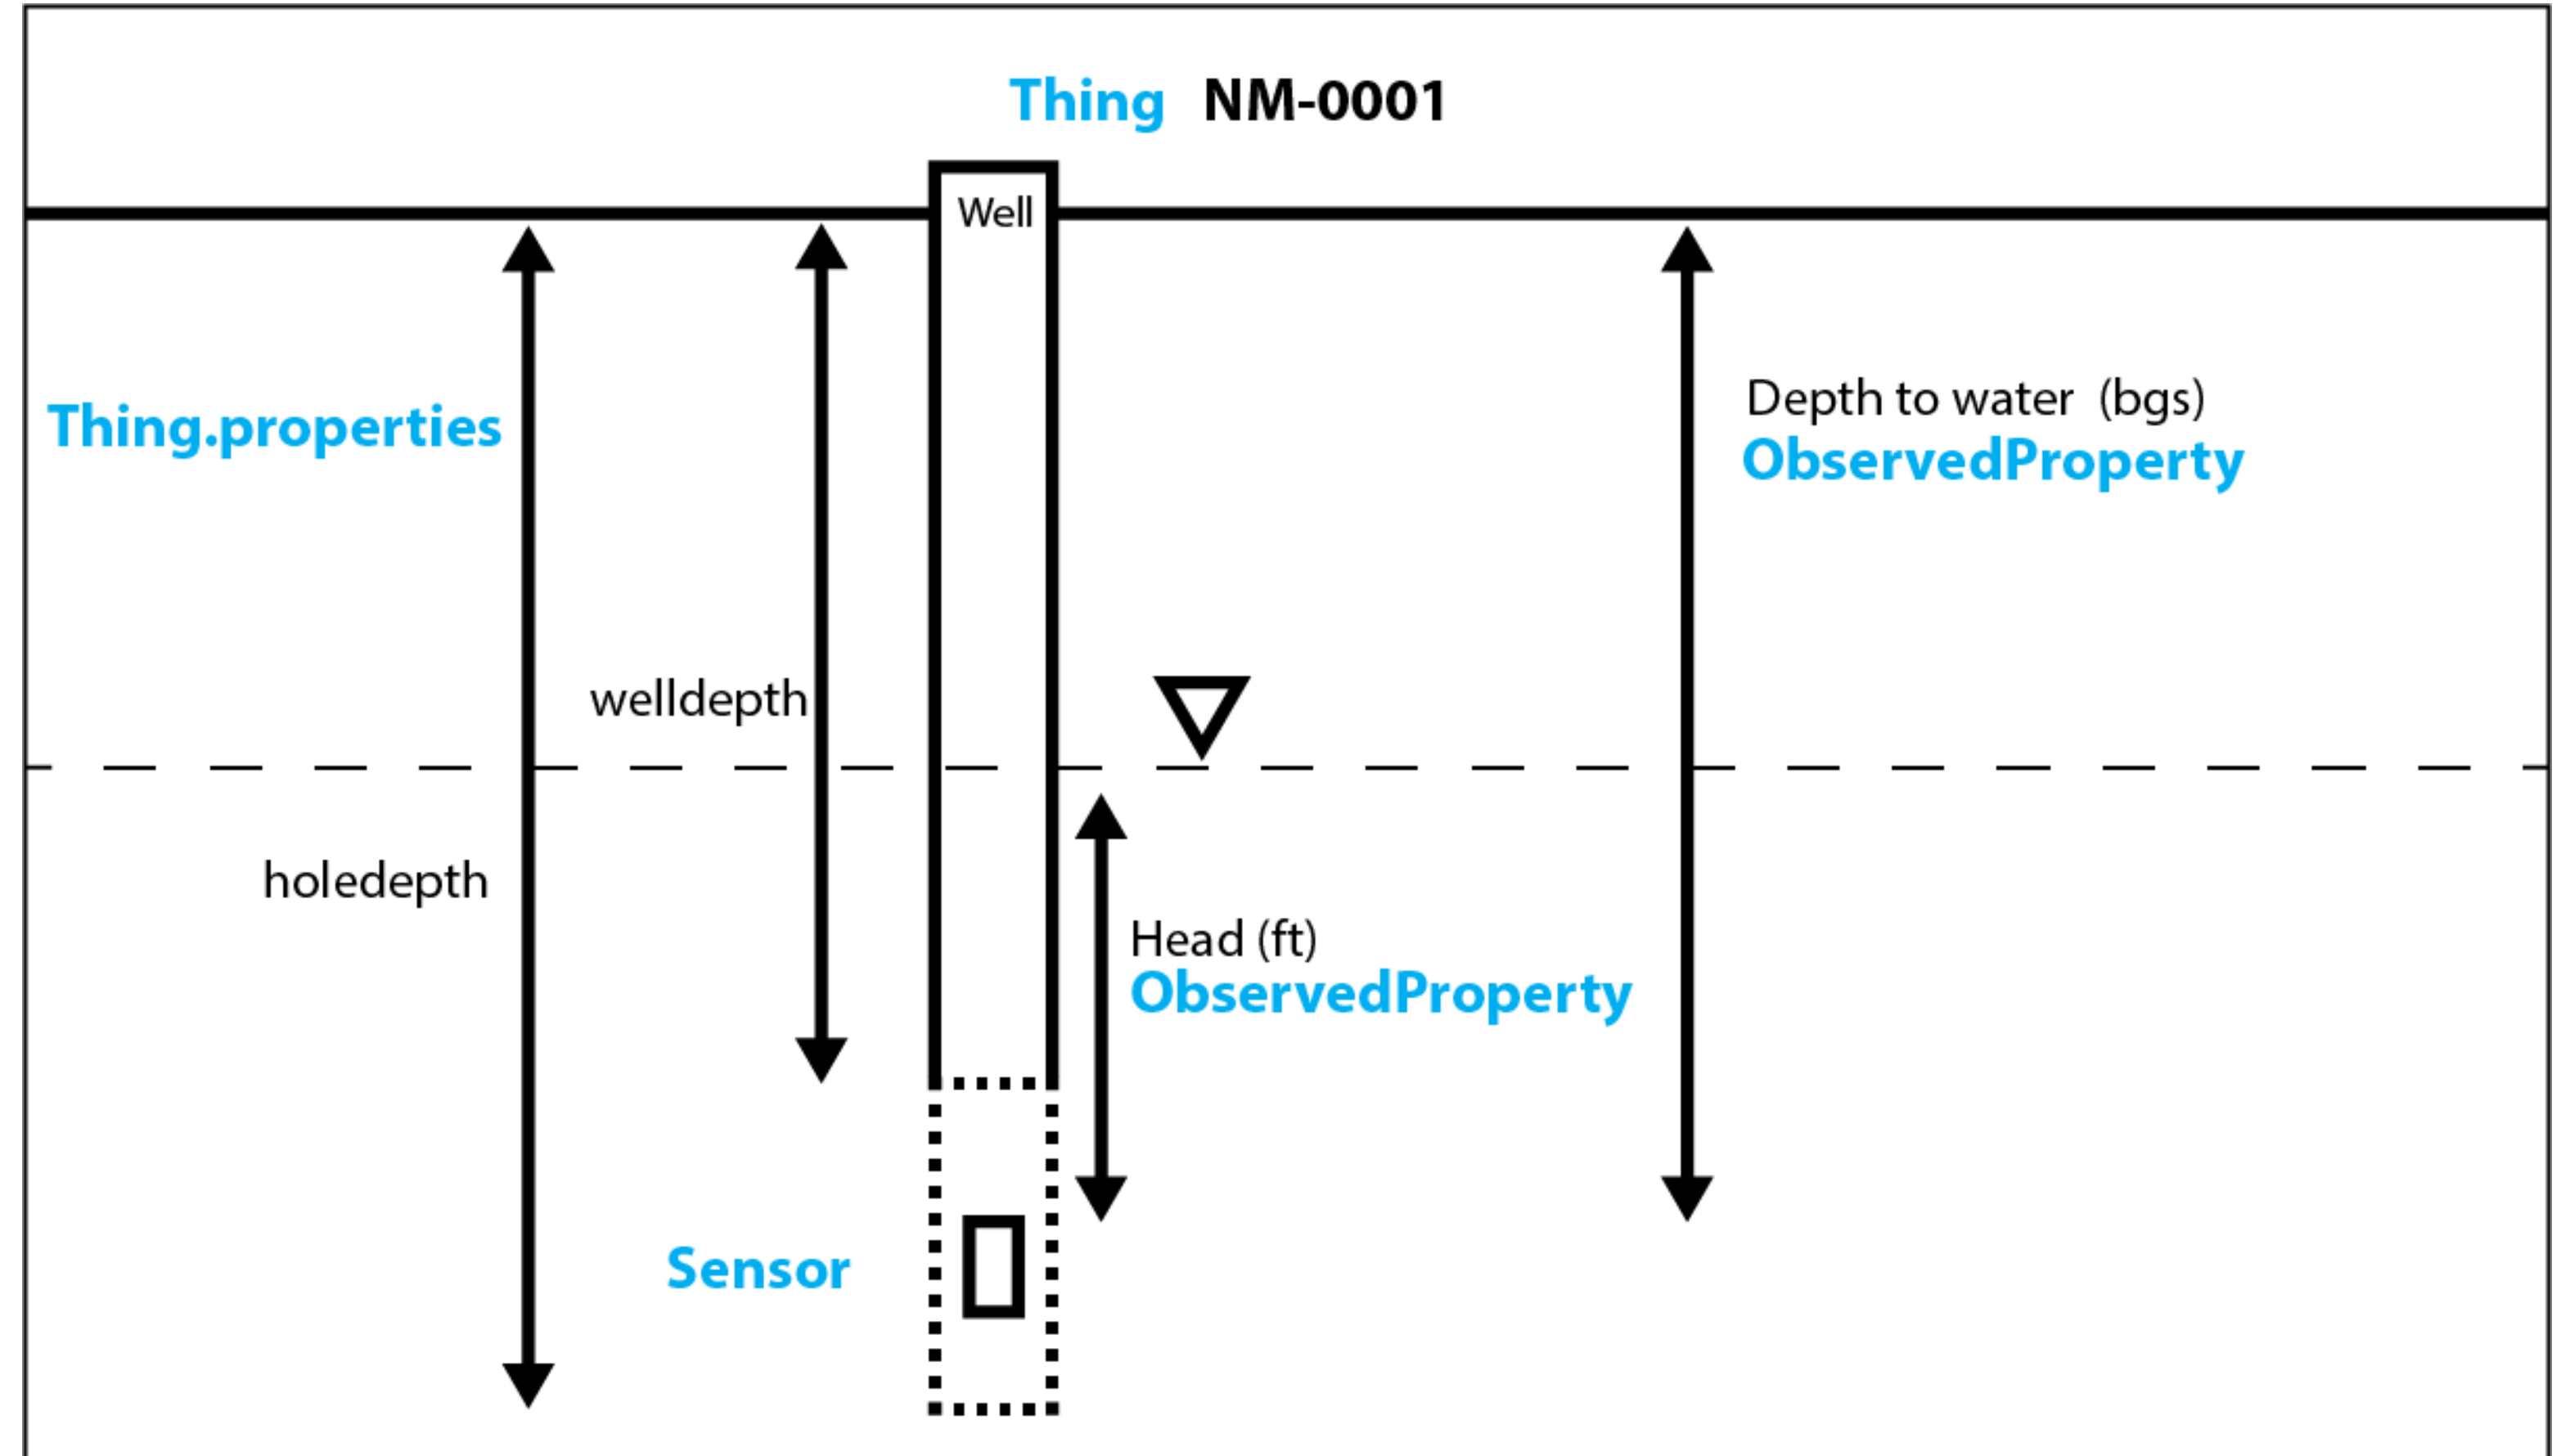 Thing NM-0001
Well
Thing.properties
Depth to water (bgs)
ObservedProperty
welldepth
holedepth
Head (ft)
ObservedProperty
Sensor